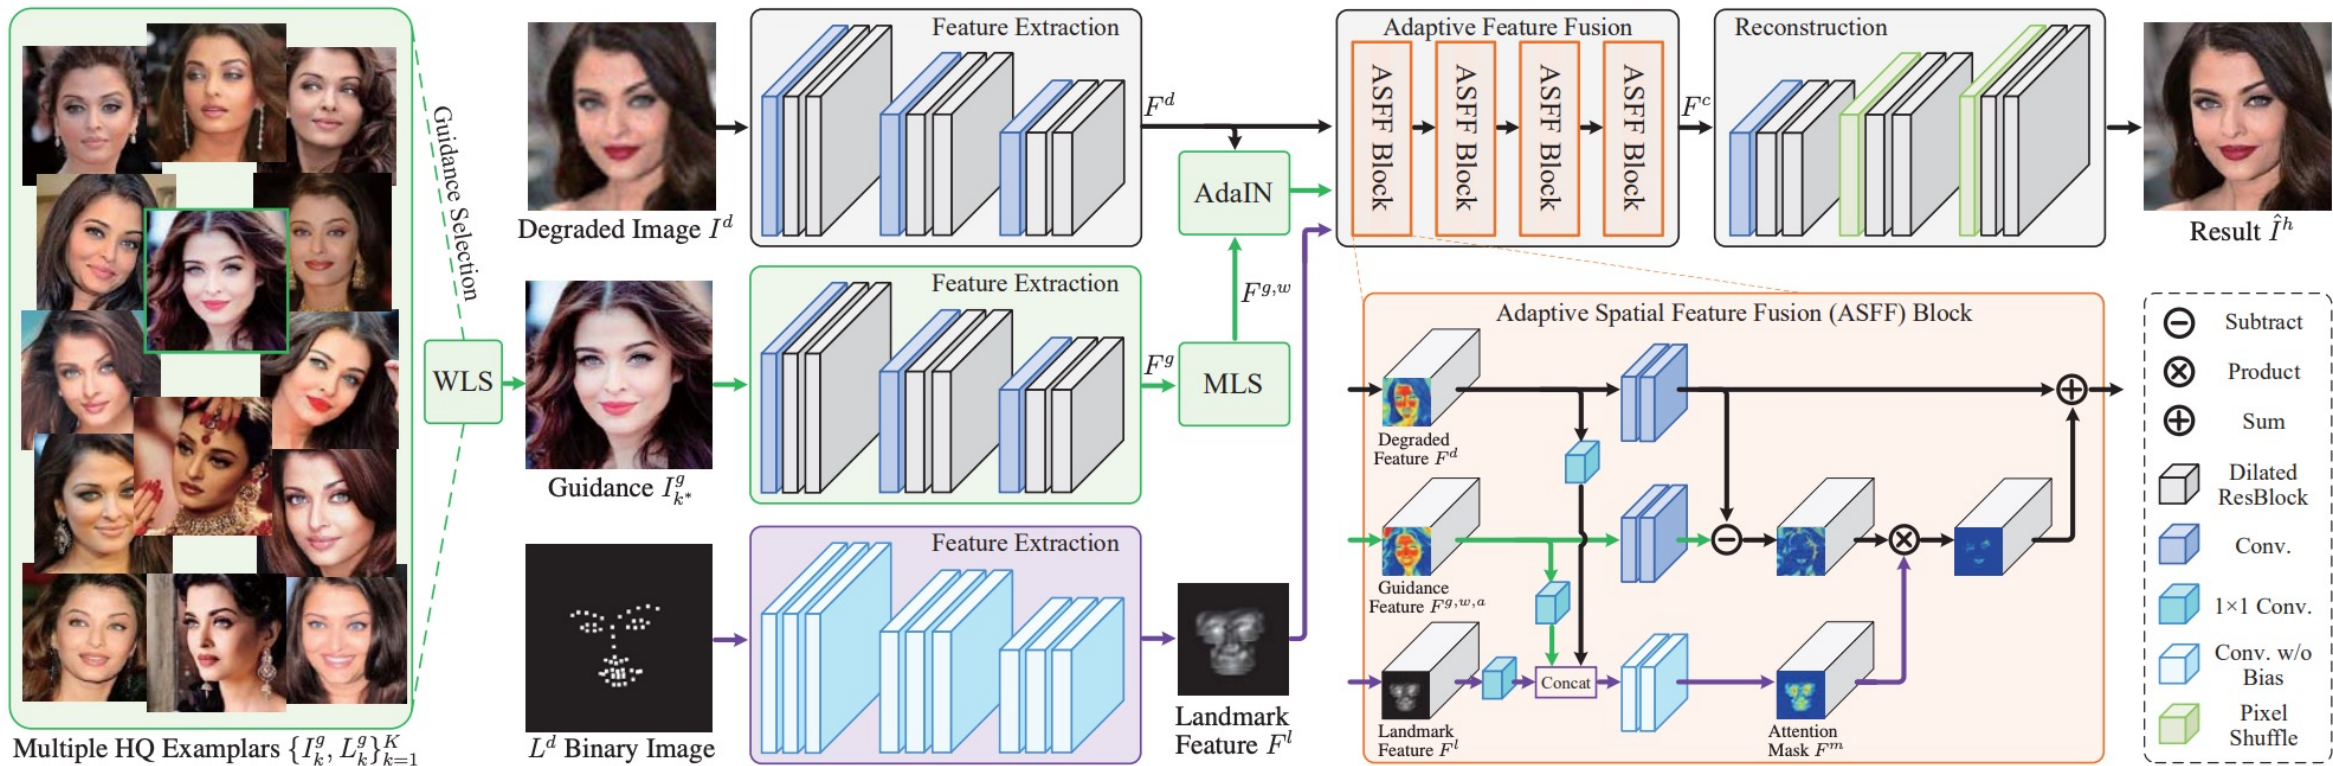 Guidance Selection
WLS
Multiple HQ Examplars {I_k^g, L_k^g}_{k=1}^K
Degraded Image I^d
Guidance I_{k*}^g
L^d Binary Image
Feature Extraction
F^d
Feature Extraction
F^g
Feature Extraction
AdaIN
F^{g,w}
MLS
Landmark
Feature F^l
Adaptive Feature Fusion
ASFF Block
ASFF Block
ASFF Block
ASFF Block
F^c
Reconstruction
Result Î^h
Adaptive Spatial Feature Fusion (ASFF) Block
Degraded
Feature F^d
Guidance
Feature F^{g,w,a}
Landmark
Feature F^l
Concat
Attention
Mask F^m
Subtract
Product
Sum
Dilated
ResBlock
Conv.
1×1 Conv.
Conv. w/o
Bias
Pixel
Shuffle